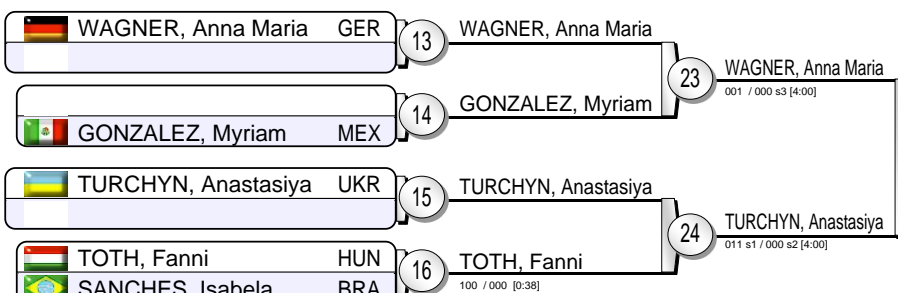 WAGNER, Anna Maria GER
13
WAGNER, Anna Maria
23
WAGNER, Anna Maria
001 / 000 s3 [4:00]
GONZALEZ, Myriam MEX
14
GONZALEZ, Myriam
TURCHYN, Anastasiya UKR
15
TURCHYN, Anastasiya
24
TURCHYN, Anastasiya
011 s1 / 000 s2 [4:00]
TOTH, Fanni HUN
16
TOTH, Fanni
100 / 000 [0:38]
SANCHES, Isabela BRA